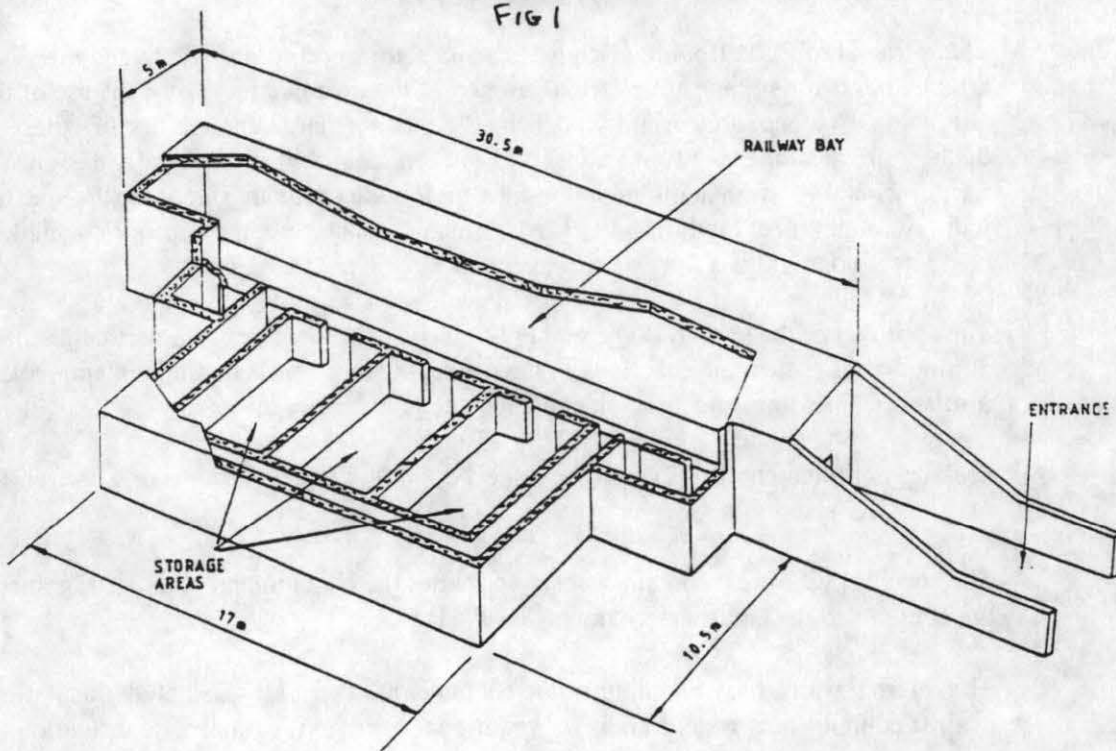 FIG 1
5m
30.5m
RAILWAY BAY
ENTRANCE
STORAGE
AREAS
17m
10.5m